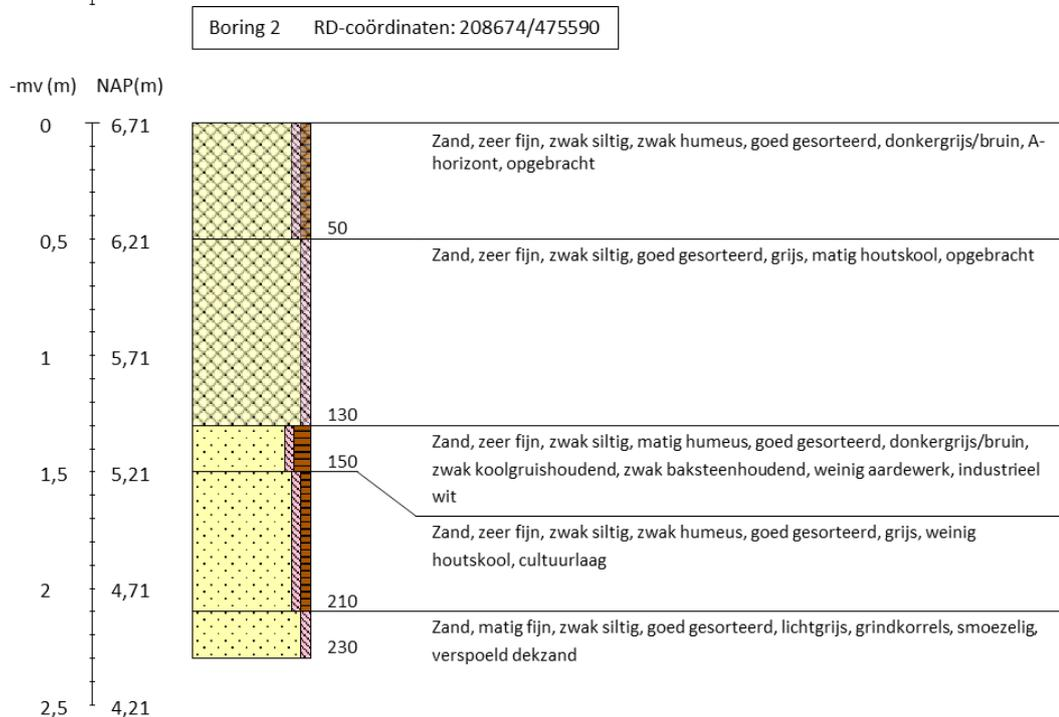 Boring 2 RD-coördinaten: 208674/475590
-mv (m) NAP(m)
0 6,71
Zand, zeer fijn, zwak siltig, zwak humeus, goed gesorteerd, donkergrijs/bruin, A-
horizont, opgebracht
50
0,5 6,21
Zand, zeer fijn, zwak siltig, goed gesorteerd, grijs, matig houtskool, opgebracht
1 5,71
130
Zand, zeer fijn, zwak siltig, matig humeus, goed gesorteerd, donkergrijs/bruin,
zwak koolgruishoudend, zwak baksteenhoudend, weinig aardewerk, industrieel
wit
150
1,5 5,21
Zand, zeer fijn, zwak siltig, zwak humeus, goed gesorteerd, grijs, weinig
houtskool, cultuurlaag
2 4,71
210
Zand, matig fijn, zwak siltig, goed gesorteerd, lichtgrijs, grindkorrels, smoezelig,
verspoeld dekzand
230
2,5 4,21